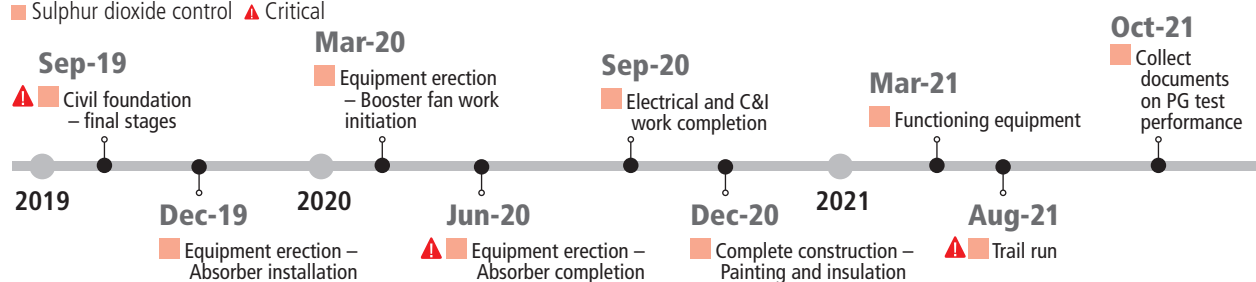 Sulphur dioxide control Critical
Sep-19
Civil foundation
– final stages
Mar-20
Equipment erection
– Booster fan work
initiation
Sep-20
Electrical and C&I
work completion
Mar-21
Functioning equipment
Oct-21
Collect
documents
on PG test
performance
2019
2020
2021
Dec-19
Equipment erection –
Absorber installation
Jun-20
Equipment erection –
Absorber completion
Dec-20
Complete construction –
Painting and insulation
Aug-21
Trail run